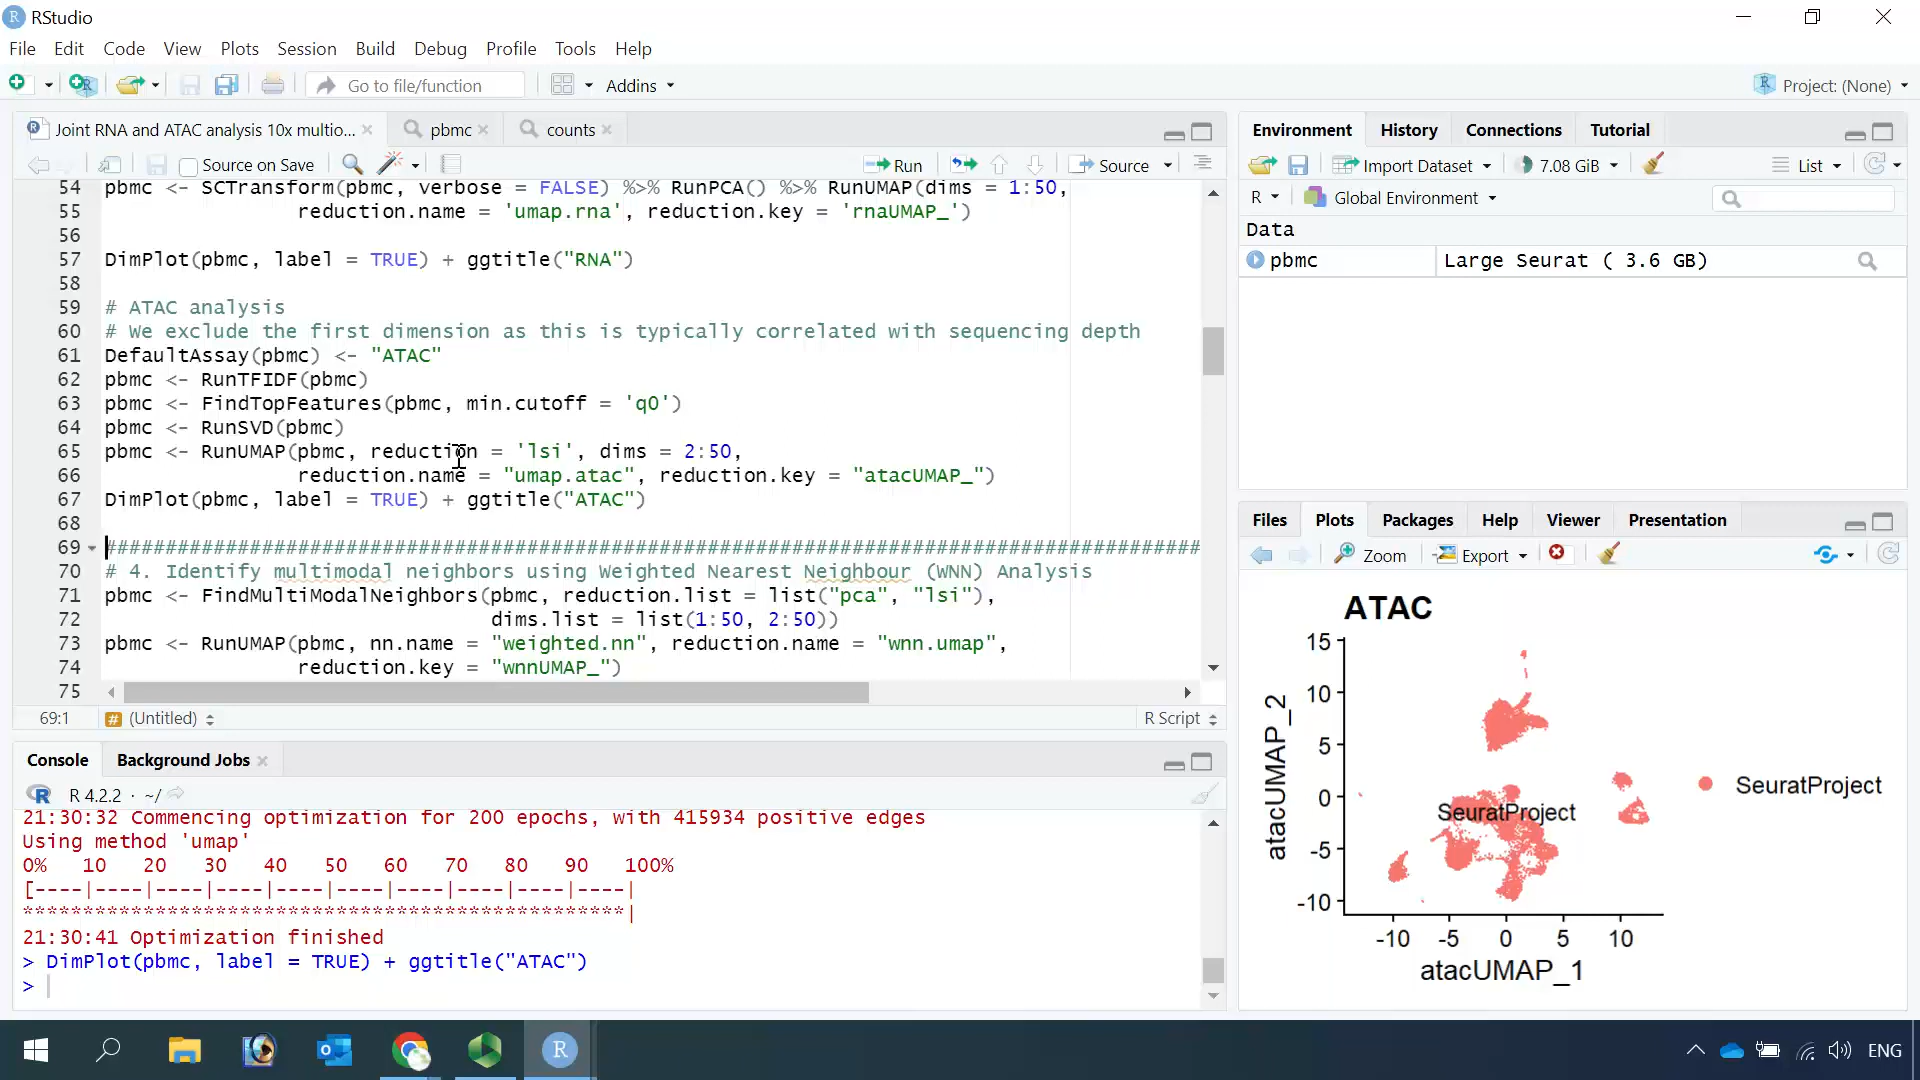 RStudio
File Edit Code View Plots Session Build Debug Profile Tools Help
Go to file/function Addins Project: (None)
Joint RNA and ATAC analysis 10x multio... pbmc counts
Source on Save Run Source
54 pbmc <- SCTransform(pbmc, verbose = FALSE) %>% RunPCA() %>% RunUMAP(dims = 1:50,
55 reduction.name = 'umap.rna', reduction.key = 'rnaUMAP_')
56
57 DimPlot(pbmc, label = TRUE) + ggtitle("RNA")
58
59 # ATAC analysis
60 # We exclude the first dimension as this is typically correlated with sequencing depth
61 DefaultAssay(pbmc) <- "ATAC"
62 pbmc <- RunTFIDF(pbmc)
63 pbmc <- FindTopFeatures(pbmc, min.cutoff = 'q0')
64 pbmc <- RunSVD(pbmc)
65 pbmc <- RunUMAP(pbmc, reduction = 'lsi', dims = 2:50,
66 reduction.name = "umap.atac", reduction.key = "atacUMAP_")
67 DimPlot(pbmc, label = TRUE) + ggtitle("ATAC")
68
69 ###########################################################################################
70 # 4. Identify multimodal neighbors using Weighted Nearest Neighbour (WNN) Analysis
71 pbmc <- FindMultiModalNeighbors(pbmc, reduction.list = list("pca", "lsi"),
72 dims.list = list(1:50, 2:50))
73 pbmc <- RunUMAP(pbmc, nn.name = "weighted.nn", reduction.name = "wnn.umap",
74 reduction.key = "wnnUMAP_")
75
69:1 # (Untitled) R Script
Console Background Jobs
R 4.2.2 · ~/
21:30:32 Commencing optimization for 200 epochs, with 415934 positive edges
Using method 'umap'
0% 10 20 30 40 50 60 70 80 90 100%
[----|----|----|----|----|----|----|----|----|----|
**************************************************|
21:30:41 Optimization finished
> DimPlot(pbmc, label = TRUE) + ggtitle("ATAC")
>
Environment History Connections Tutorial
Import Dataset 7.08 GiB List
R Global Environment
Data
pbmc Large Seurat ( 3.6 GB)
Files Plots Packages Help Viewer Presentation
Zoom Export
ATAC
15
10
5
0
-5
-10
atacUMAP_2
SeuratProject
SeuratProject
-10 -5 0 5 10
atacUMAP_1
ENG